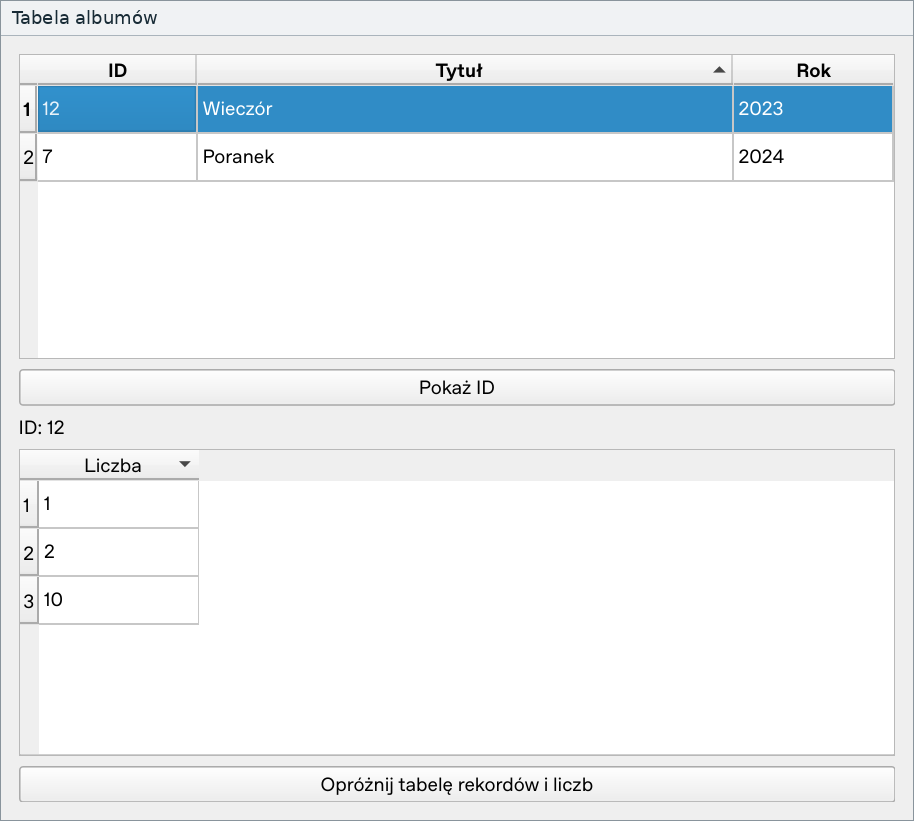 Tabela albumów
ID Tytuł Rok
1 12 Wieczór 2023
2 7 Poranek 2024
Pokaż ID
ID: 12
Liczba
1 1
2 2
3 10
Opróżnij tabelę rekordów i liczb